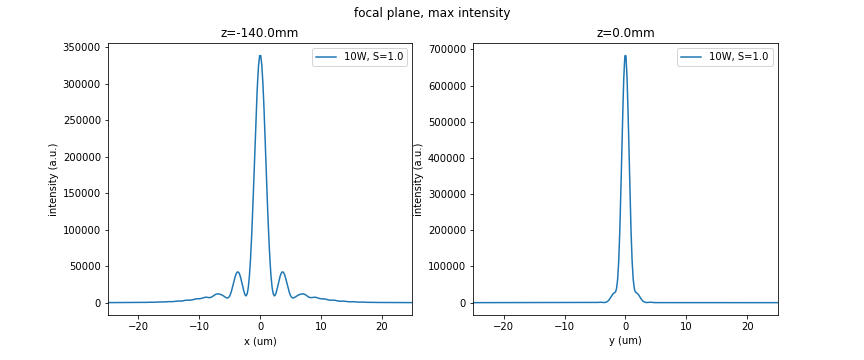 focal plane, max intensity
z=-140.0mm
z=0.0mm
10W, S=1.0
10W, S=1.0
350000
300000
250000
200000
150000
100000
50000
0
intensity (a.u.)
−20
−10
0
10
20
x (um)
700000
600000
500000
400000
300000
200000
100000
0
intensity (a.u.)
−20
−10
0
10
20
y (um)